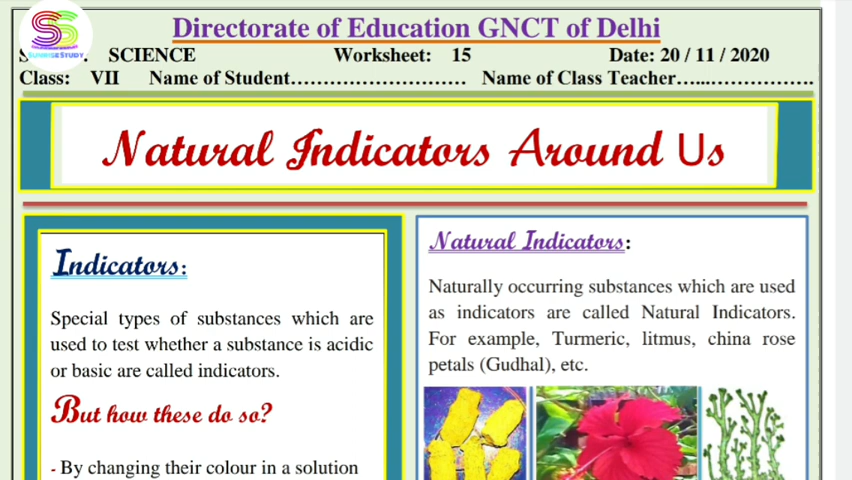 Directorate of Education GNCT of Delhi
SCIENCE Worksheet: 15 Date: 20 / 11 / 2020
SUNRISE STUDY
Class: VII Name of Student……………………… Name of Class Teacher…...…………….
Natural Indicators Around Us
Indicators:
Special types of substances which are
used to test whether a substance is acidic
or basic are called indicators.
But how these do so?
- By changing their colour in a solution
Natural Indicators:
Naturally occurring substances which are used
as indicators are called Natural Indicators.
For example, Turmeric, litmus, china rose
petals (Gudhal), etc.